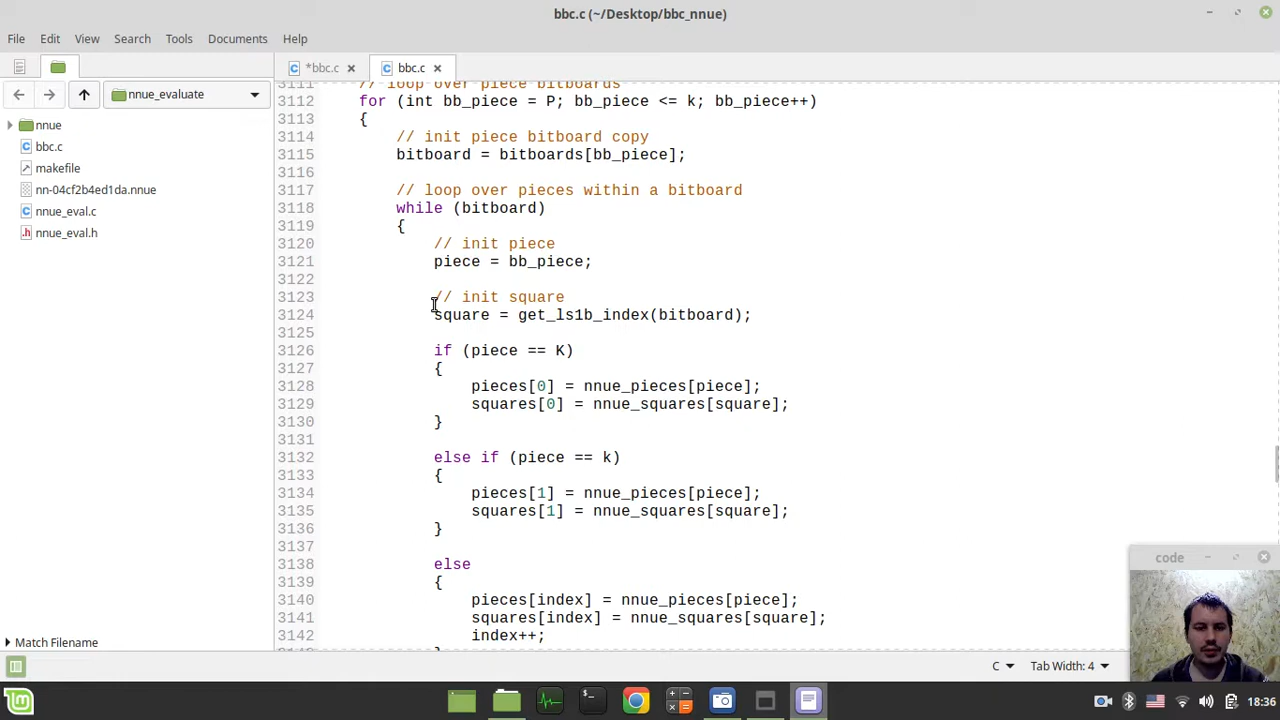 bbc.c (~/Desktop/bbc_nnue)
File Edit View Search Tools Documents Help
*bbc.c
bbc.c
nnue_evaluate
nnue
bbc.c
makefile
nn-04cf2b4ed1da.nnue
nnue_eval.c
nnue_eval.h
3111 // loop over piece bitboards
3112 for (int bb_piece = P; bb_piece <= k; bb_piece++)
3113 {
3114 // init piece bitboard copy
3115 bitboard = bitboards[bb_piece];
3116
3117 // loop over pieces within a bitboard
3118 while (bitboard)
3119 {
3120 // init piece
3121 piece = bb_piece;
3122
3123 // init square
3124 square = get_ls1b_index(bitboard);
3125
3126 if (piece == K)
3127 {
3128 pieces[0] = nnue_pieces[piece];
3129 squares[0] = nnue_squares[square];
3130 }
3131
3132 else if (piece == k)
3133 {
3134 pieces[1] = nnue_pieces[piece];
3135 squares[1] = nnue_squares[square];
3136 }
3137
3138 else
3139 {
3140 pieces[index] = nnue_pieces[piece];
3141 squares[index] = nnue_squares[square];
3142 index++;
code
Match Filename
C Tab Width: 4
18:36